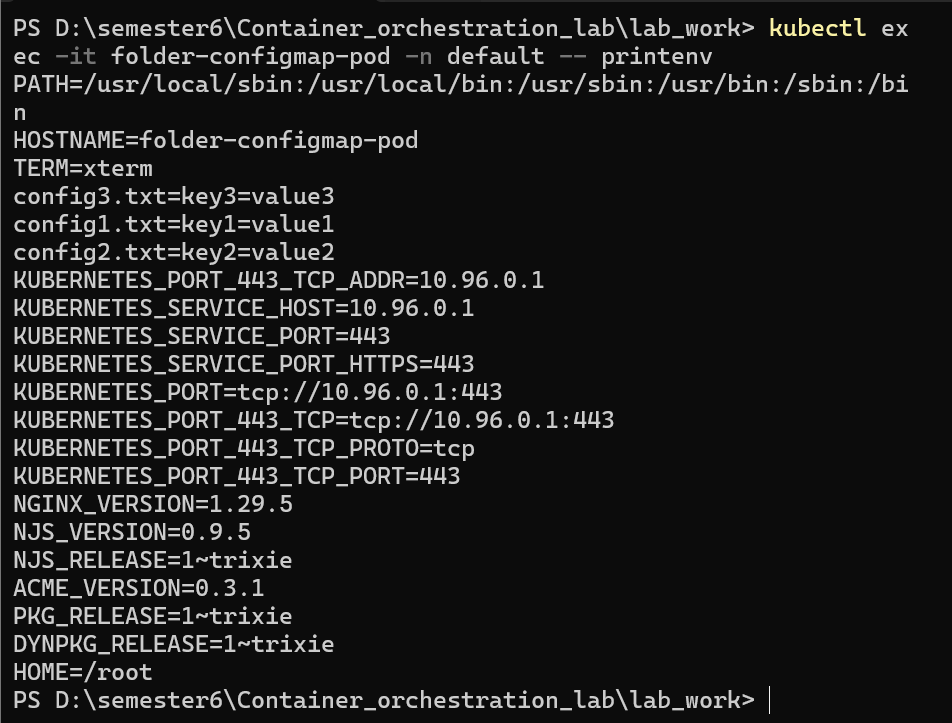 PS D:\semester6\Container_orchestration_lab\lab_work> kubectl ex
ec -it folder-configmap-pod -n default -- printenv
PATH=/usr/local/sbin:/usr/local/bin:/usr/sbin:/usr/bin:/sbin:/bi
n
HOSTNAME=folder-configmap-pod
TERM=xterm
config3.txt=key3=value3
config1.txt=key1=value1
config2.txt=key2=value2
KUBERNETES_PORT_443_TCP_ADDR=10.96.0.1
KUBERNETES_SERVICE_HOST=10.96.0.1
KUBERNETES_SERVICE_PORT=443
KUBERNETES_SERVICE_PORT_HTTPS=443
KUBERNETES_PORT=tcp://10.96.0.1:443
KUBERNETES_PORT_443_TCP=tcp://10.96.0.1:443
KUBERNETES_PORT_443_TCP_PROTO=tcp
KUBERNETES_PORT_443_TCP_PORT=443
NGINX_VERSION=1.29.5
NJS_VERSION=0.9.5
NJS_RELEASE=1~trixie
ACME_VERSION=0.3.1
PKG_RELEASE=1~trixie
DYNPKG_RELEASE=1~trixie
HOME=/root
PS D:\semester6\Container_orchestration_lab\lab_work>